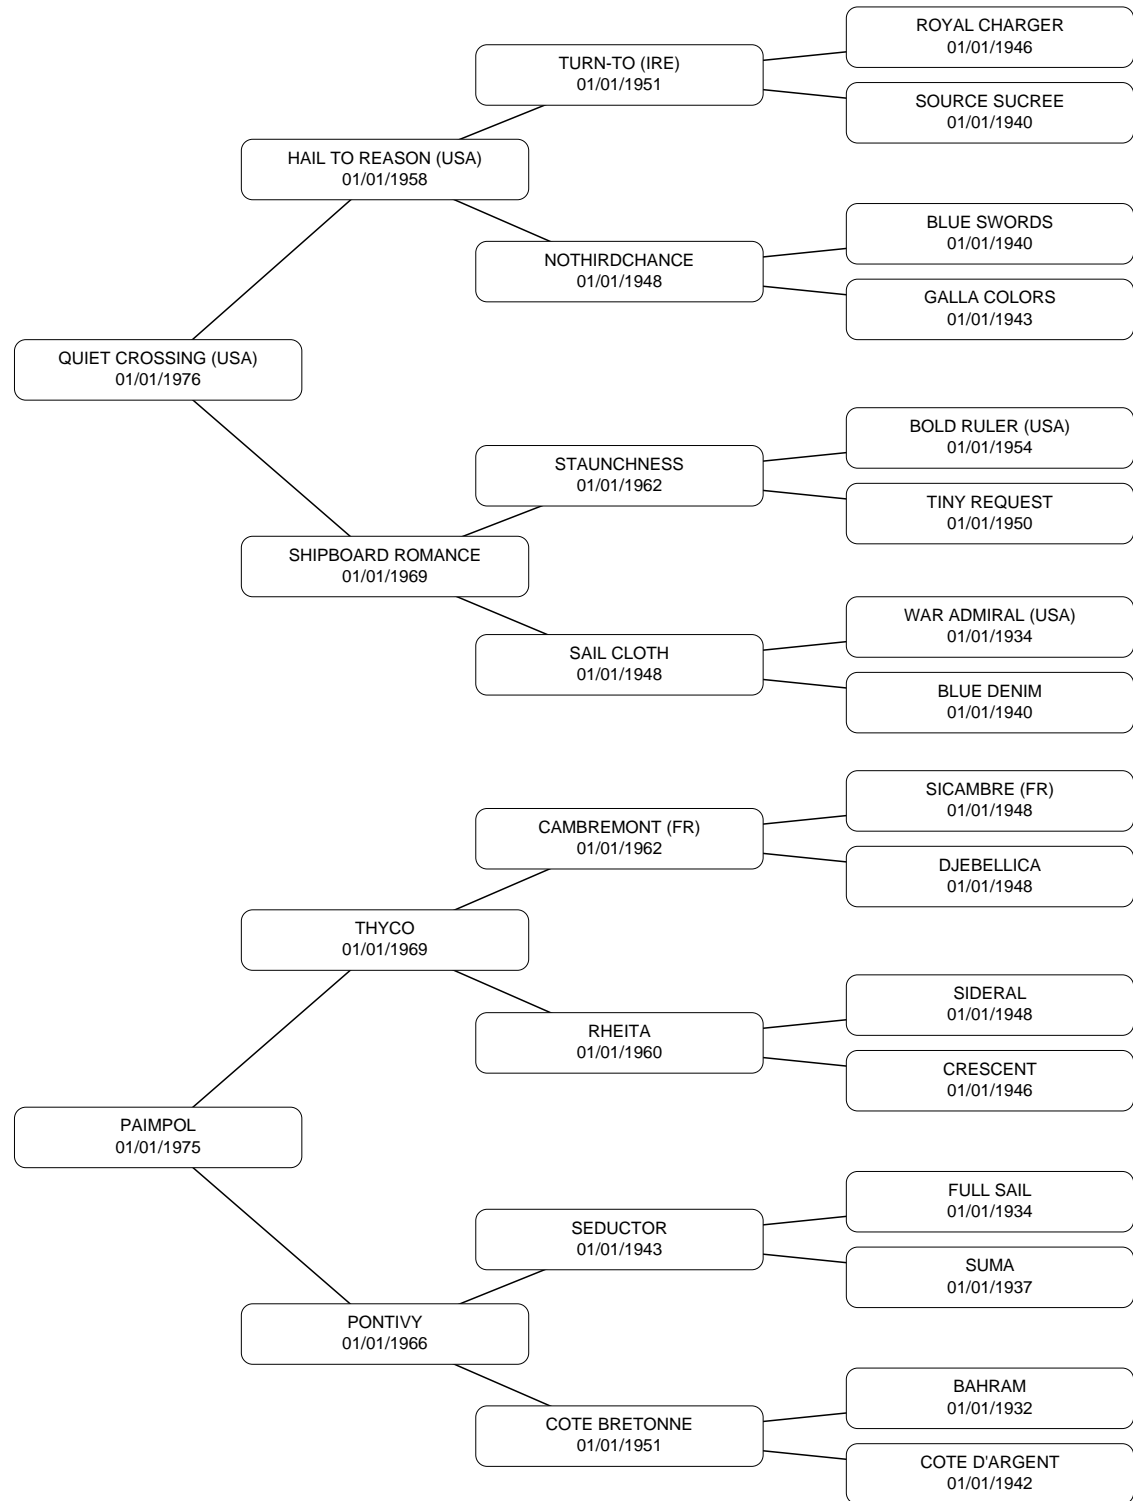 ROYAL CHARGER
01/01/1946
TURN-TO (IRE)
01/01/1951
SOURCE SUCREE
01/01/1940
HAIL TO REASON (USA)
01/01/1958
BLUE SWORDS
01/01/1940
NOTHIRDCHANCE
01/01/1948
GALLA COLORS
01/01/1943
QUIET CROSSING (USA)
01/01/1976
BOLD RULER (USA)
01/01/1954
STAUNCHNESS
01/01/1962
TINY REQUEST
01/01/1950
SHIPBOARD ROMANCE
01/01/1969
WAR ADMIRAL (USA)
01/01/1934
SAIL CLOTH
01/01/1948
BLUE DENIM
01/01/1940
SICAMBRE (FR)
01/01/1948
CAMBREMONT (FR)
01/01/1962
DJEBELLICA
01/01/1948
THYCO
01/01/1969
SIDERAL
01/01/1948
RHEITA
01/01/1960
CRESCENT
01/01/1946
PAIMPOL
01/01/1975
FULL SAIL
01/01/1934
SEDUCTOR
01/01/1943
SUMA
01/01/1937
PONTIVY
01/01/1966
BAHRAM
01/01/1932
COTE BRETONNE
01/01/1951
COTE D'ARGENT
01/01/1942